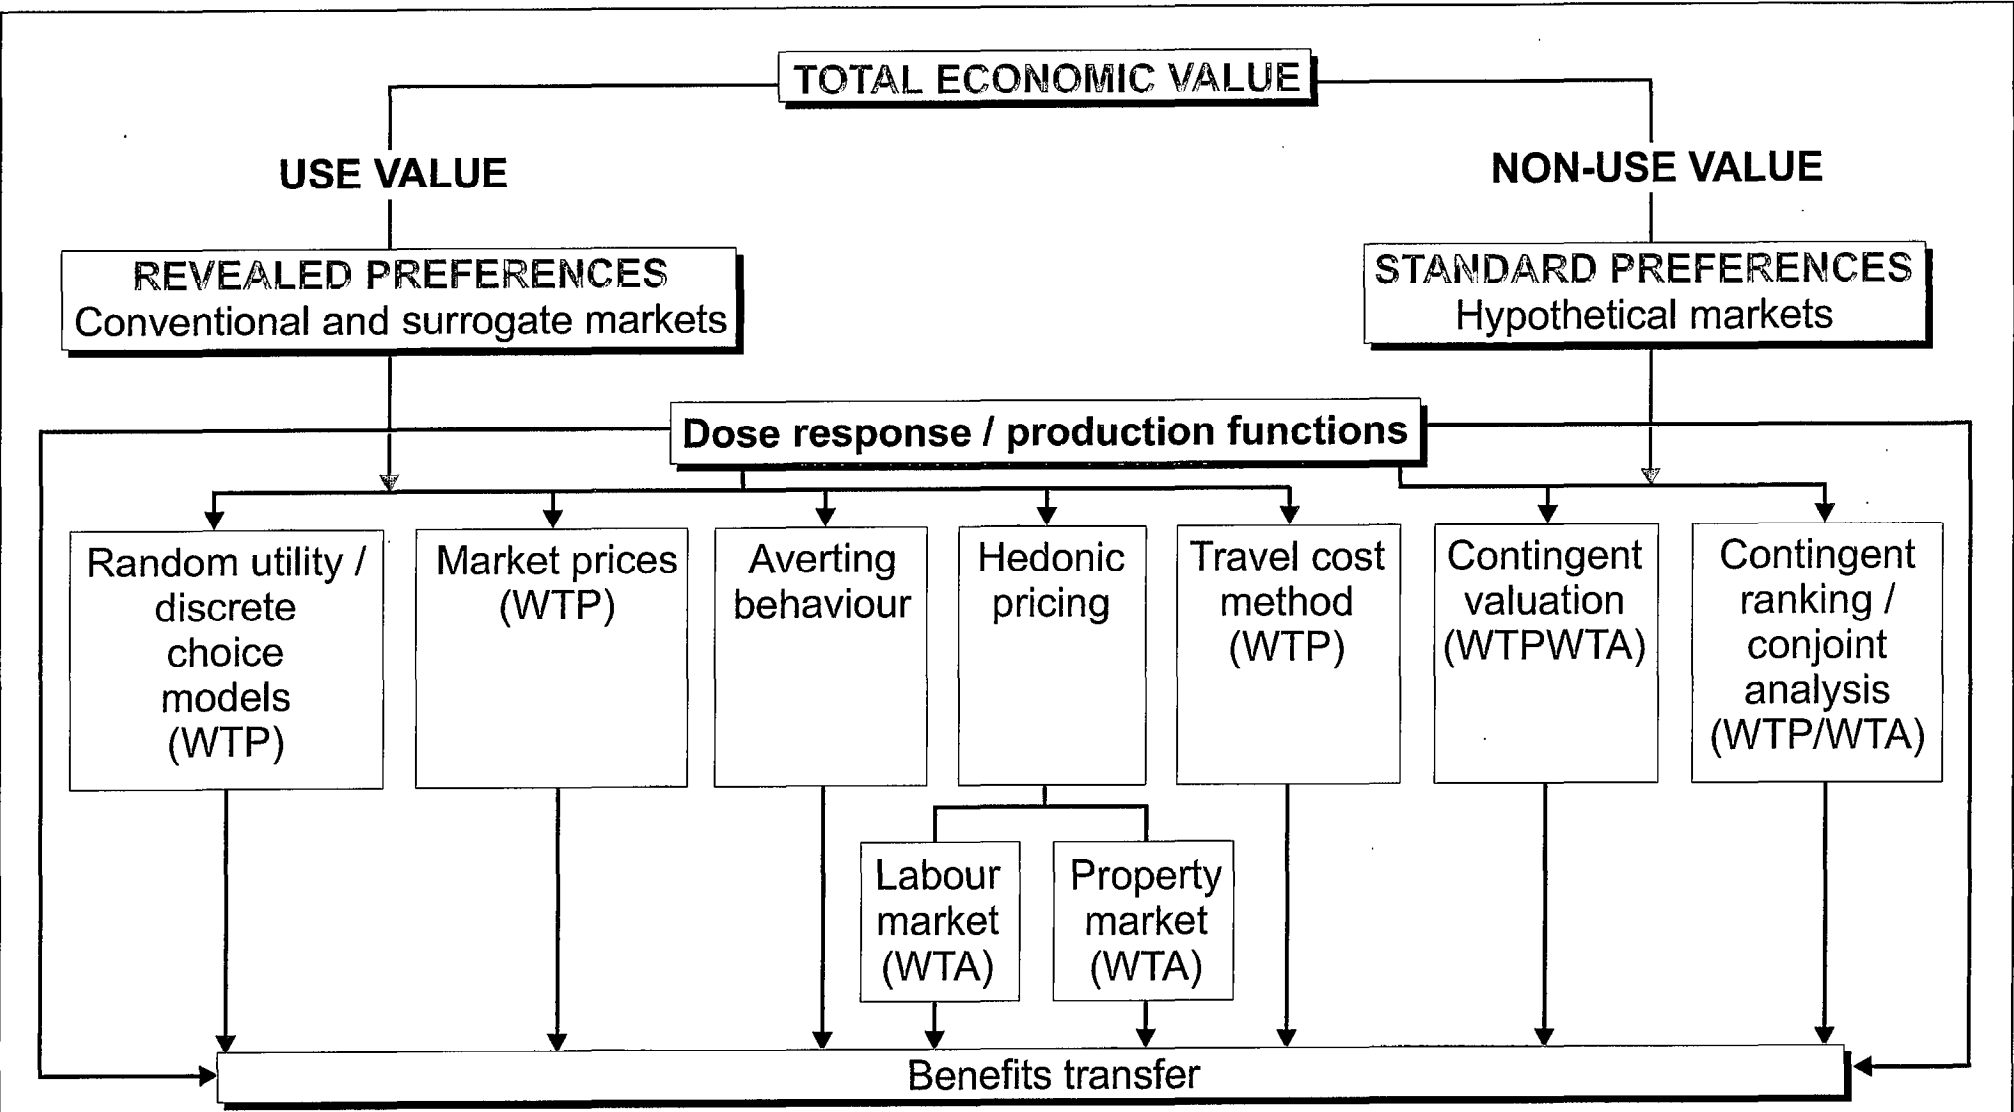 TOTAL ECONOMIC VALUE
USE VALUE
NON-USE VALUE
REVEALED PREFERENCES
Conventional and surrogate markets
STANDARD PREFERENCES
Hypothetical markets
Dose response / production functions
Random utility /
discrete
choice
models
(WTP)
Market prices
(WTP)
Averting
behaviour
Hedonic
pricing
Travel cost
method
(WTP)
Contingent
valuation
(WTPWTA)
Contingent
ranking /
conjoint
analysis
(WTP/WTA)
Labour
market
(WTA)
Property
market
(WTA)
Benefits transfer